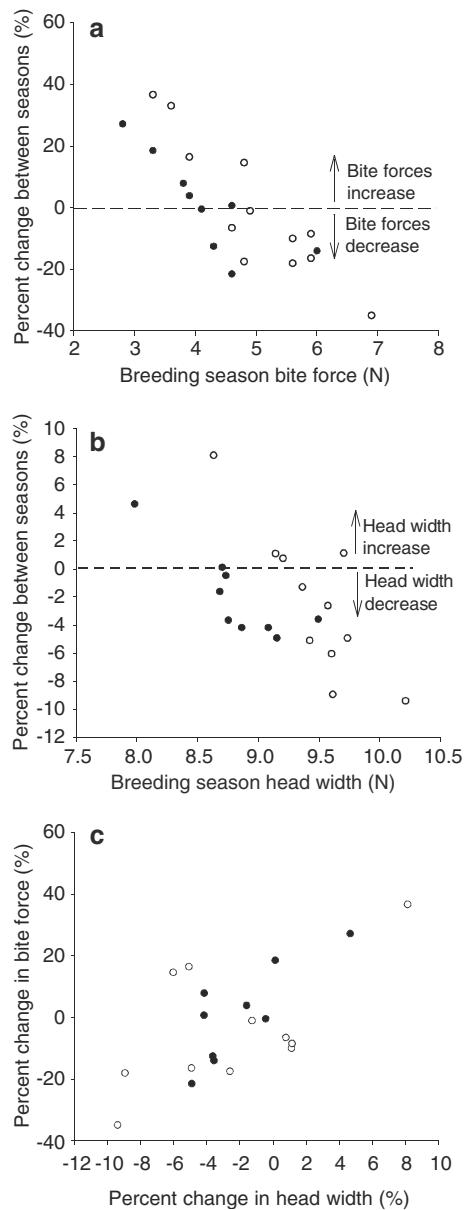 a
Percent change between seasons (%)
60
40
20
0
-20
-40
Bite forces
increase
Bite forces
decrease
2 3 4 5 6 7 8
Breeding season bite force (N)
b
Percent change between seasons (%)
10
8
6
4
2
0
-2
-4
-6
-8
-10
-12
Head width
increase
Head width
decrease
7.5 8.0 8.5 9.0 9.5 10.0 10.5
Breeding season head width (N)
c
Percent change in bite force (%)
60
40
20
0
-20
-40
-12 -10 -8 -6 -4 -2 0 2 4 6 8 10
Percent change in head width (%)